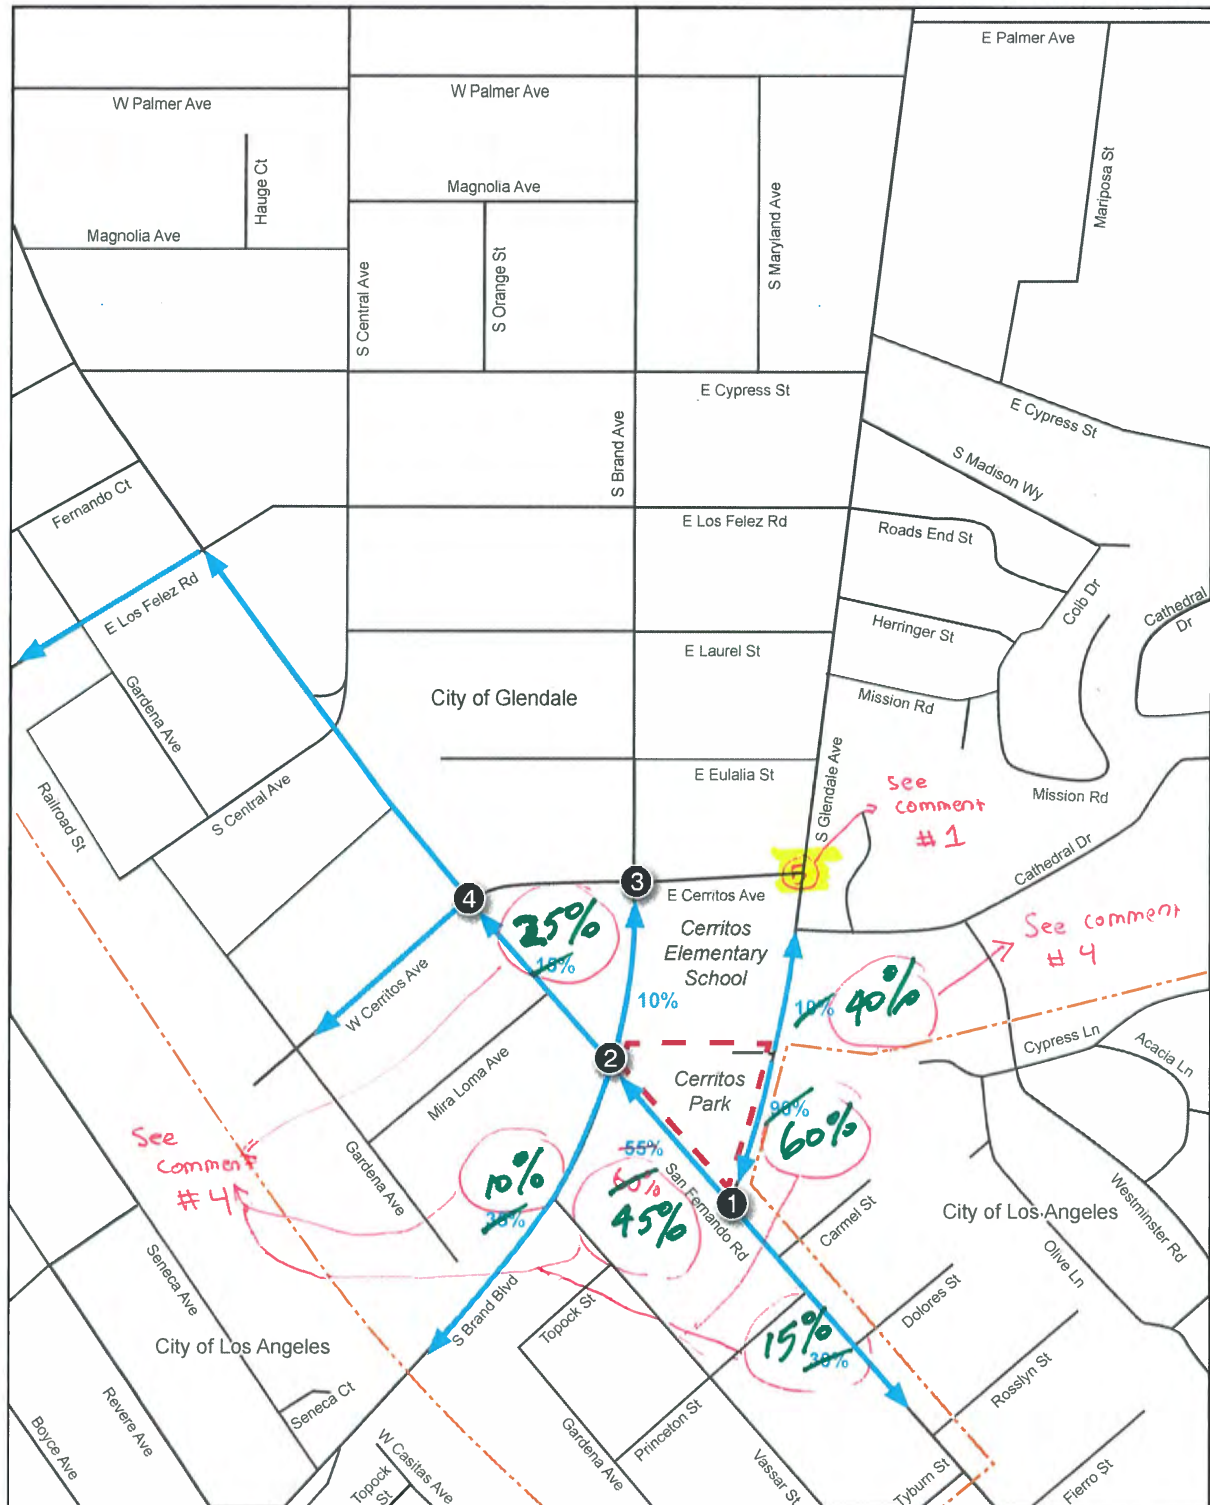 E Palmer Ave
W Palmer Ave
W Palmer Ave
Hauge Ct
Magnolia Ave
Magnolia Ave
S Central Ave
S Orange St
S Maryland Ave
Mariposa St
E Cypress St
E Cypress St
S Brand Ave
S Madison Wy
Fernando Ct
E Los Felez Rd
Roads End St
E Los Felez Rd
Colb Dr
Cathedral
Dr
Herringer St
E Laurel St
Gardena Ave
City of Glendale
Mission Rd
S Glendale Ave
E Eulalia St
Railroad St
S Central Ave
See
comment
#1
Mission Rd
Cathedral Dr
5
3
4
E Cerritos Ave
25%
15%
Cerritos
Elementary
School
See comment
#4
W Cerritos Ave
10%
10%
40%
Cypress Ln
Acacia Ln
2
Mira Loma Ave
Cerritos
Park
90%
60%
See
comment
#4
Gardena Ave
10%
35%
55%
60%
45%
San Fernando Rd
1
Carmel St
City of Los Angeles
Westminster Rd
Olive Ln
Seneca Ave
S Brand Blvd
Topock St
15%
30%
Dolores St
City of Los Angeles
Rosslyn St
Seneca Ct
Revere Ave
Boyce Ave
W Casitas Ave
Topock
St
Gardena Ave
Princeton St
Vassar St
Tyburn St
Fierro St